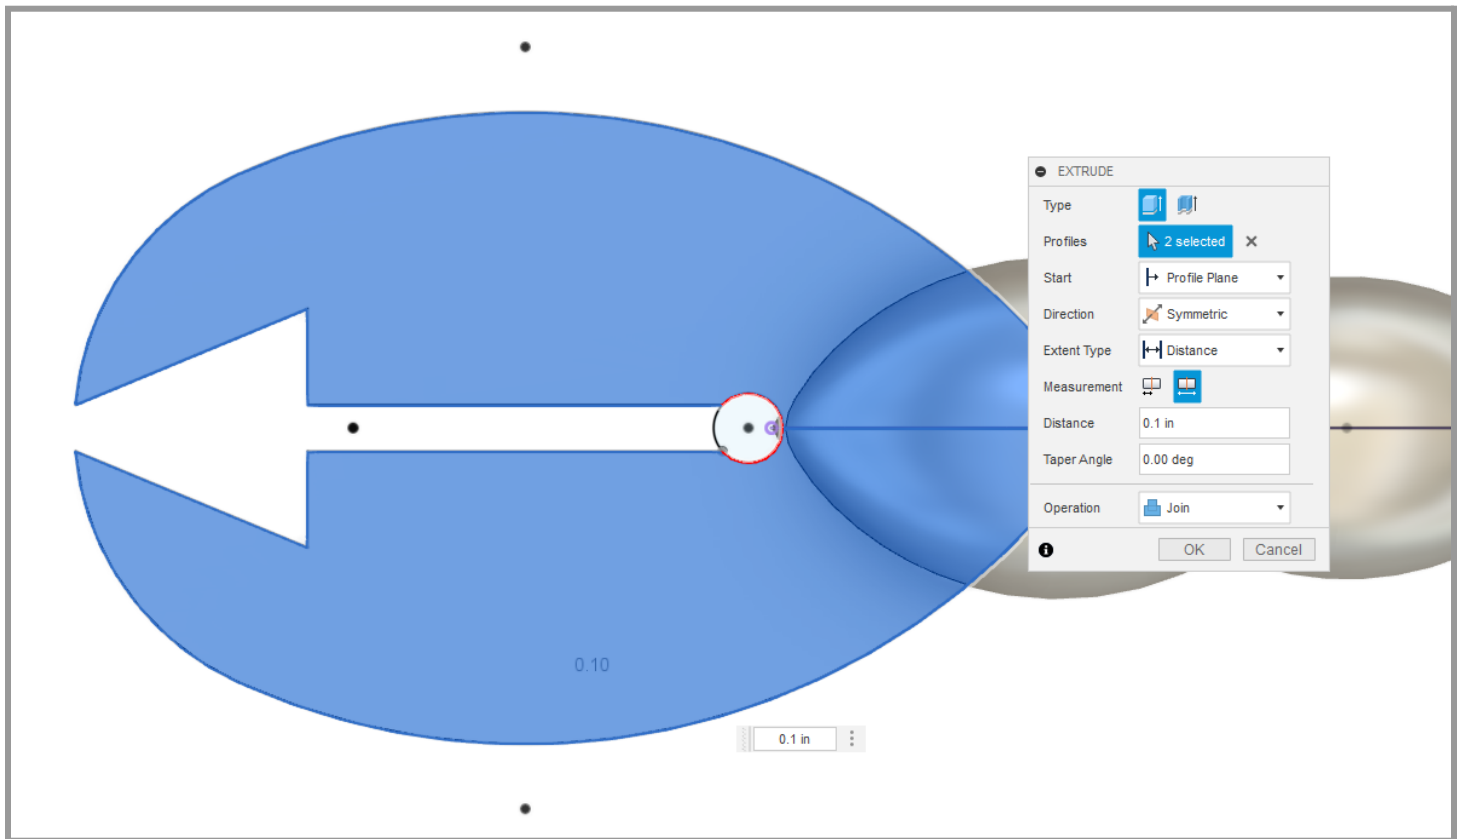 EXTRUDE
Type
Profiles 2 selected
Start Profile Plane
Direction Symmetric
Extent Type Distance
Measurement
Distance 0.1 in
Taper Angle 0.00 deg
Operation Join
OK Cancel
0.10
0.1 in